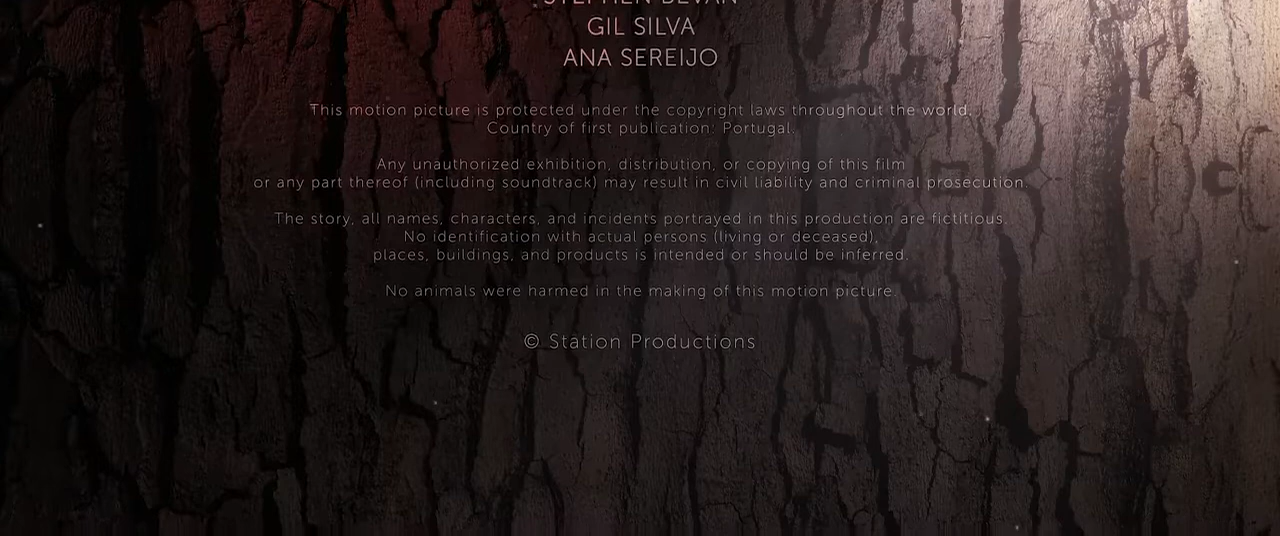 STEPHEN BEVAN
GIL SILVA
ANA SEREIJO
This motion picture is protected under the copyright laws throughout the world.
Country of first publication: Portugal.
Any unauthorized exhibition, distribution, or copying of this film
or any part thereof (including soundtrack) may result in civil liability and criminal prosecution.
The story, all names, characters, and incidents portrayed in this production are fictitious.
No identification with actual persons (living or deceased),
places, buildings, and products is intended or should be inferred.
No animals were harmed in the making of this motion picture.
© Station Productions